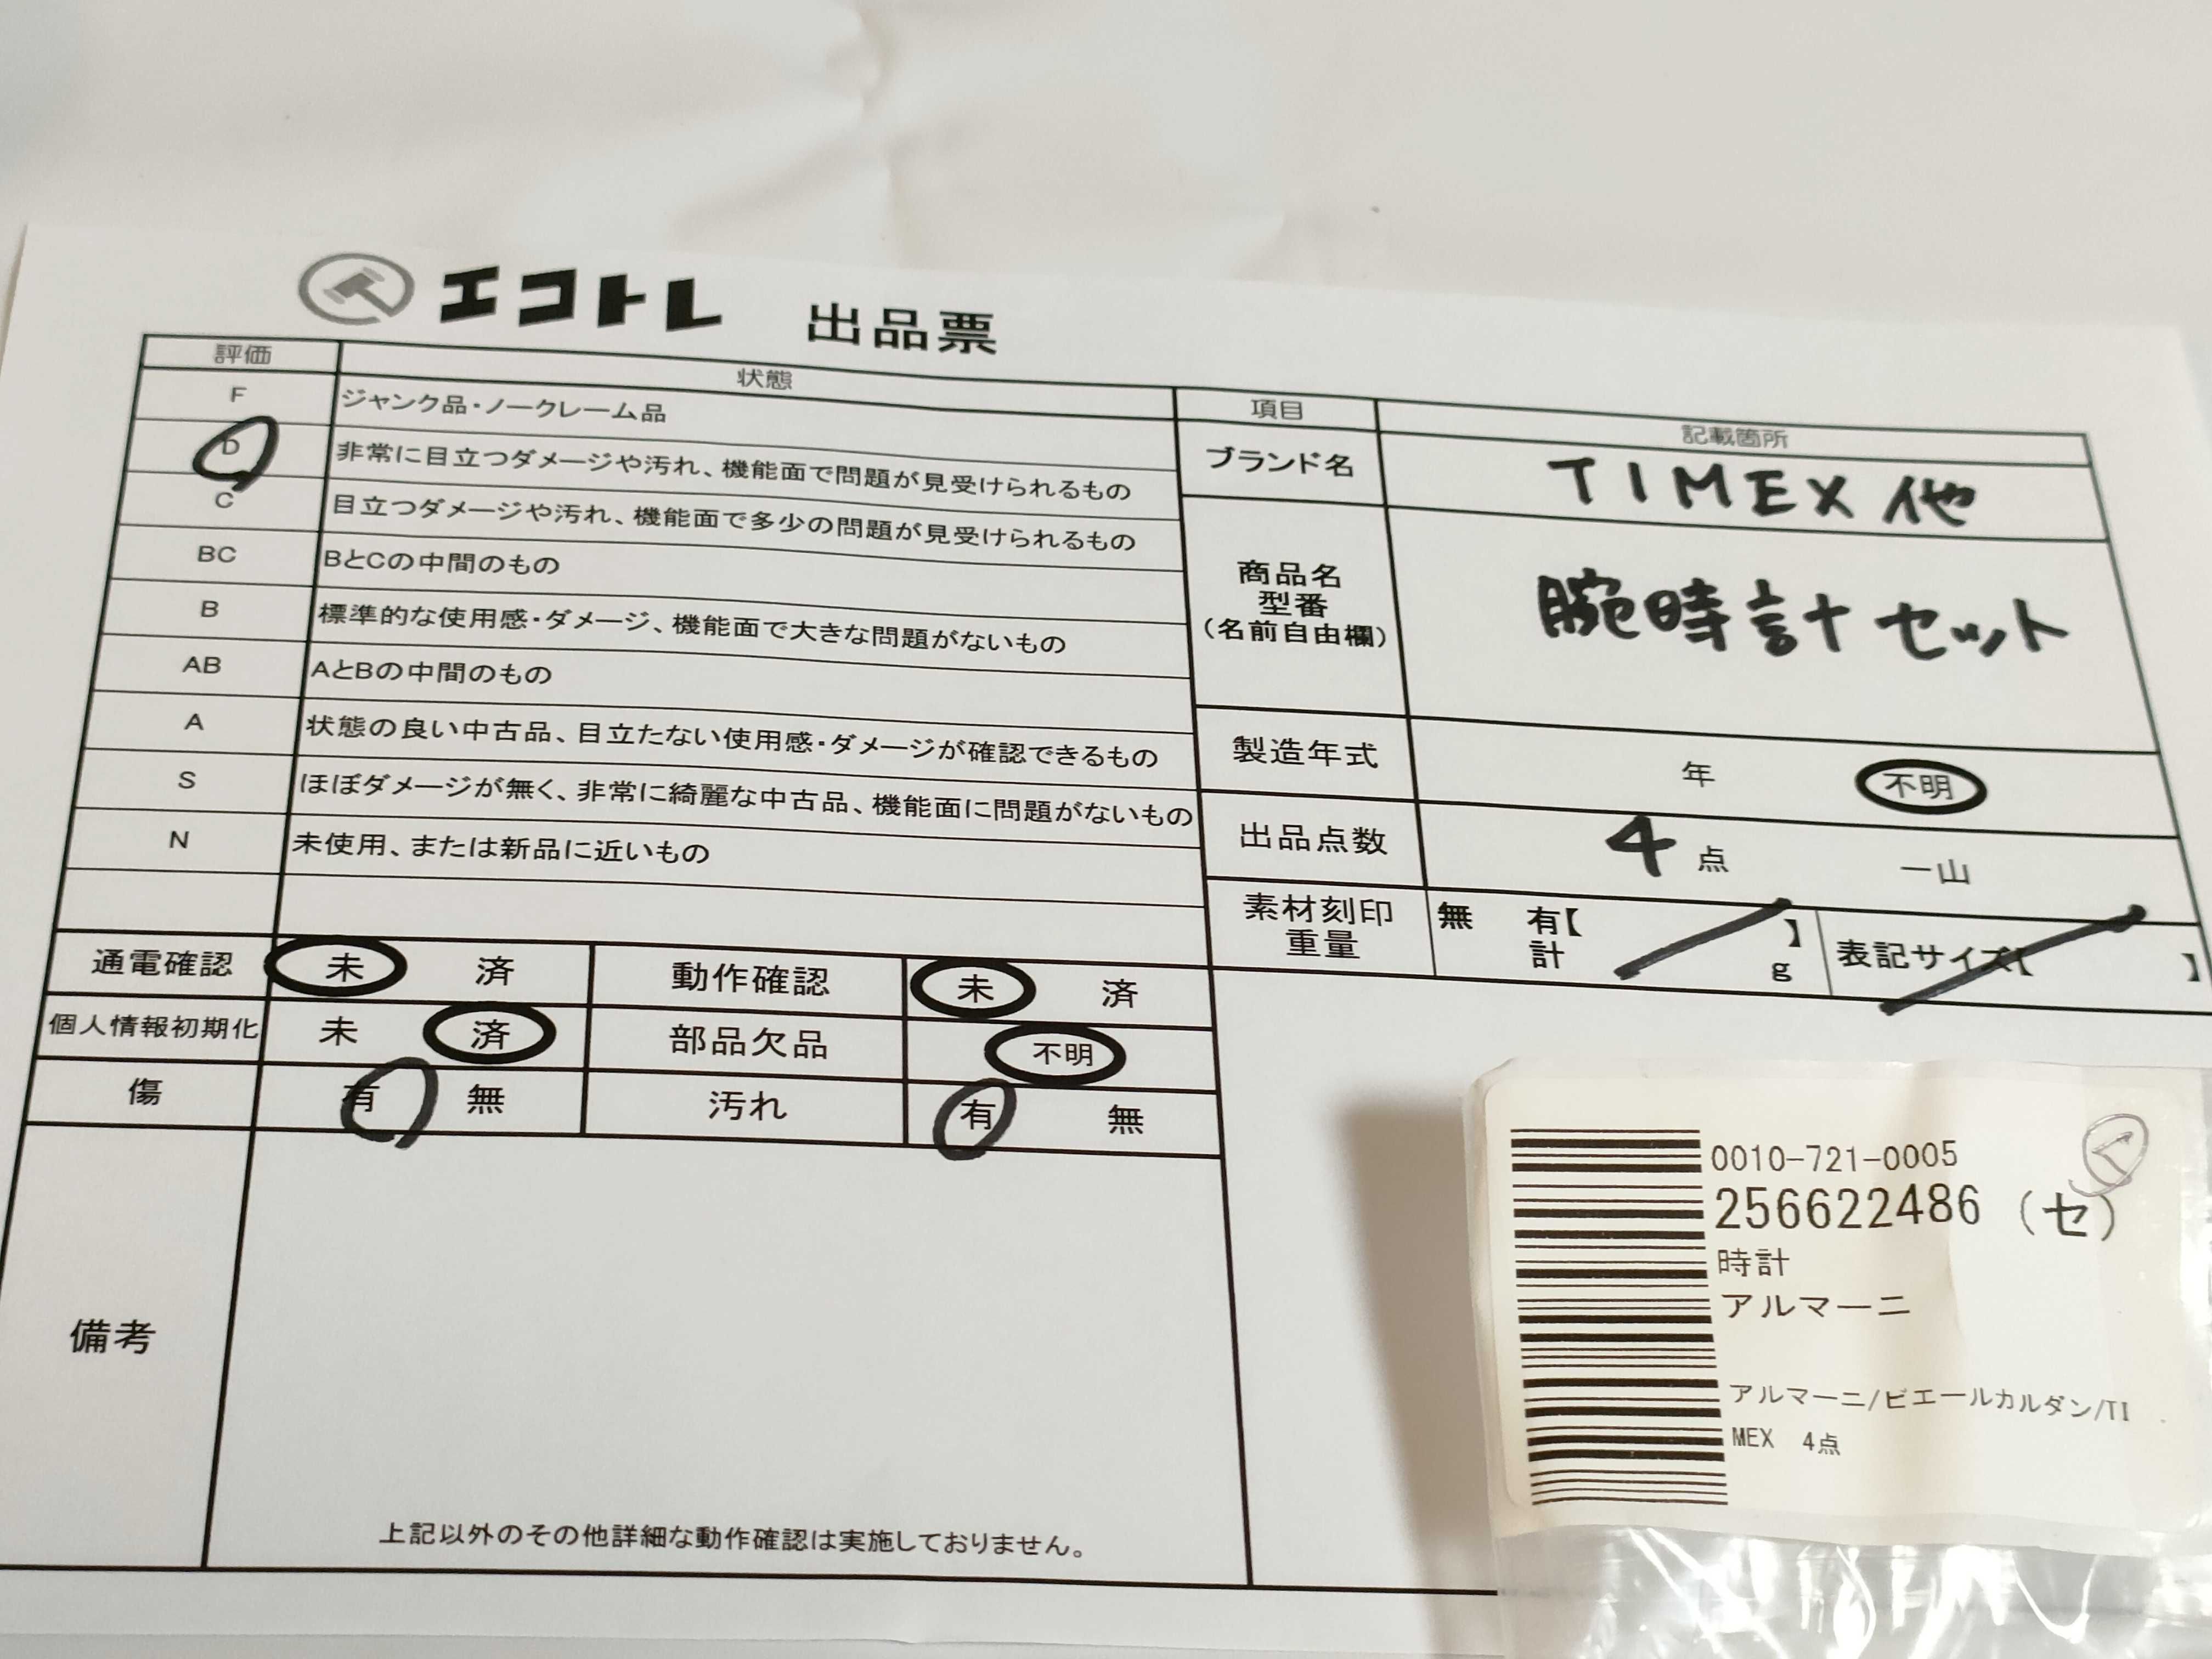 エコトレ 出品票
評価 状態
F ジャンク品・ノークレーム品
D 非常に目立つダメージや汚れ、機能面で問題が見受けられるもの
C 目立つダメージや汚れ、機能面で多少の問題が見受けられるもの
BC BとCの中間のもの
B 標準的な使用感・ダメージ、機能面で大きな問題がないもの
AB AとBの中間のもの
A 状態の良い中古品、目立たない使用感・ダメージが確認できるもの
S ほぼダメージが無く、非常に綺麗な中古品、機能面に問題がないもの
N 未使用、または新品に近いもの
項目 記載箇所
ブランド名 TIMEX 他
商品名
型番
(名前自由欄)
腕時計セット
製造年式 年 不明
出品点数 4 点 一山
素材刻印
重量
無 有【 】
計 g
表記サイズ【 】
通電確認 未 済 動作確認 未 済
個人情報初期化 未 済 部品欠品 不明
傷 有 無 汚れ 有 無
備考
上記以外のその他詳細な動作確認は実施しておりません。
0010-721-0005
256622486 (セ)
時計
アルマーニ
アルマーニ/ピエールカルダン/TI
MEX 4点